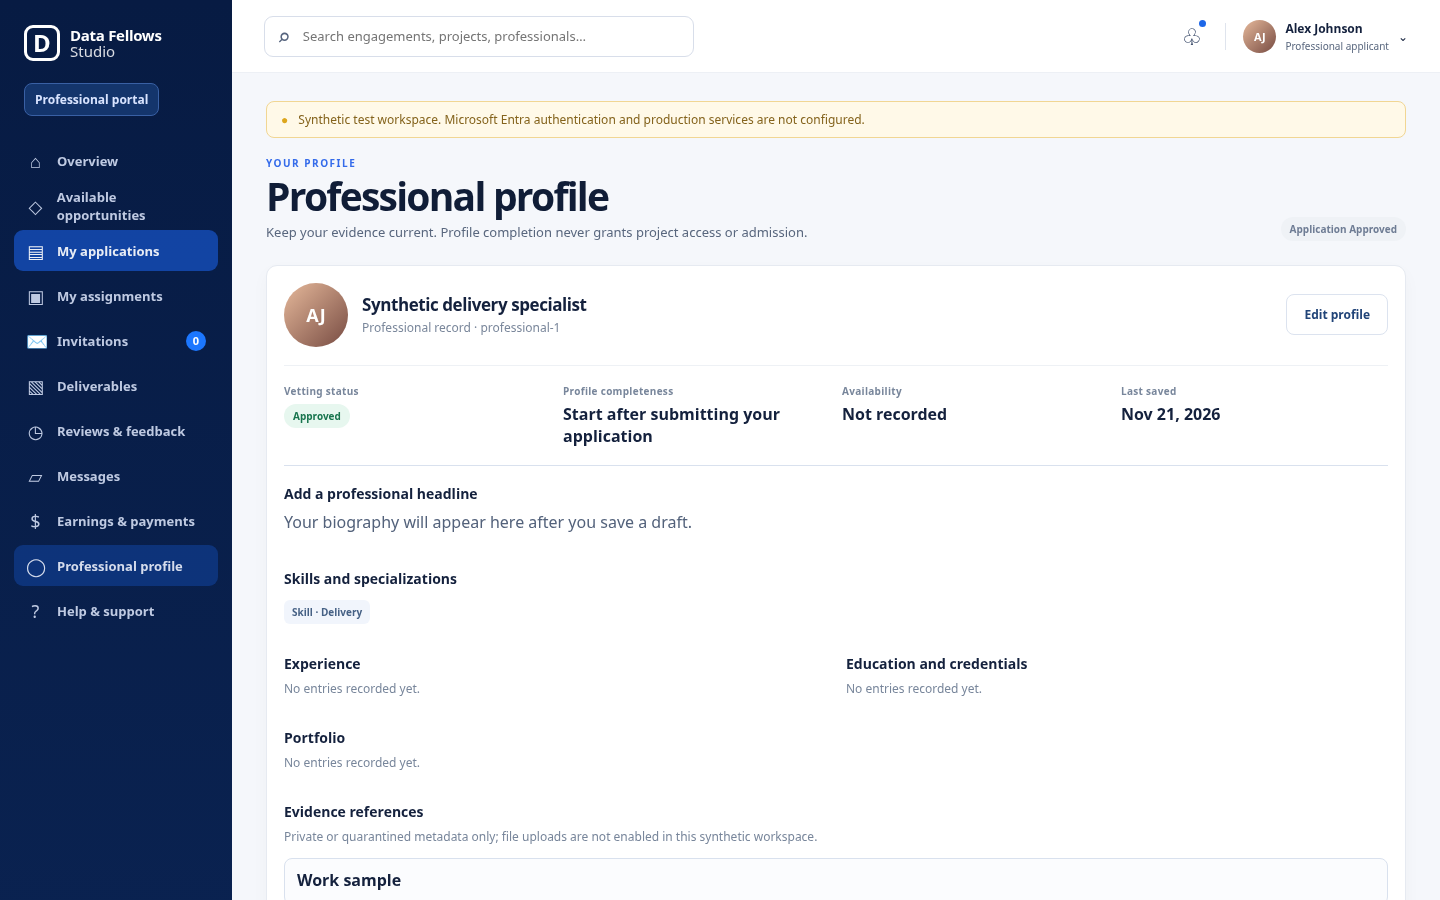 D
Data Fellows
Studio
Professional portal
Overview
Available
opportunities
My applications
My assignments
Invitations
0
Deliverables
Reviews & feedback
Messages
$ Earnings & payments
Professional profile
? Help & support
Search engagements, projects, professionals...
AJ
Alex Johnson
Professional applicant
Synthetic test workspace. Microsoft Entra authentication and production services are not configured.
YOUR PROFILE
Professional profile
Keep your evidence current. Profile completion never grants project access or admission.
Application Approved
AJ
Synthetic delivery specialist
Professional record · professional-1
Edit profile
Vetting status
Approved
Profile completeness
Start after submitting your
application
Availability
Not recorded
Last saved
Nov 21, 2026
Add a professional headline
Your biography will appear here after you save a draft.
Skills and specializations
Skill · Delivery
Experience
No entries recorded yet.
Education and credentials
No entries recorded yet.
Portfolio
No entries recorded yet.
Evidence references
Private or quarantined metadata only; file uploads are not enabled in this synthetic workspace.
Work sample